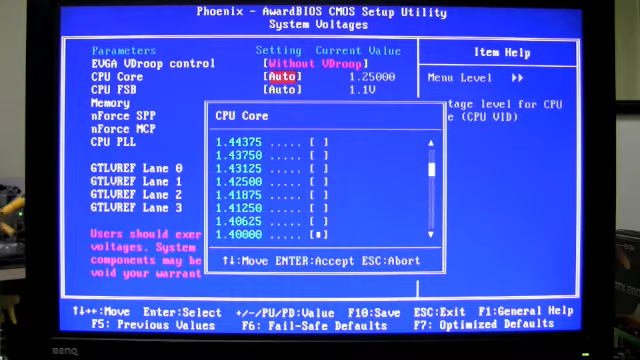 Phoenix - AwardBIOS CMOS Setup Utility
System Voltages
Parameters Setting Current Value
EVGA VDroop control [Without VDroop]
CPU Core [Auto] 1.25000
CPU FSB [Auto] 1.1V
Memory
nForce SPP
nForce MCP
CPU PLL
GTLVREF Lane 0
GTLVREF Lane 1
GTLVREF Lane 2
GTLVREF Lane 3
Users should exer
voltages. System
components may be
void your warrant
CPU Core
1.44375 ..... [ ]
1.43750 ..... [ ]
1.43125 ..... [ ]
1.42500 ..... [ ]
1.41875 ..... [ ]
1.41250 ..... [ ]
1.40625 ..... [ ]
1.40000 ..... [■]
↑↓:Move ENTER:Accept ESC:Abort
Item Help
Menu Level ▸▸
tage level for CPU
e (CPU VID)
↑↓→←:Move Enter:Select +/-/PU/PD:Value F10:Save ESC:Exit F1:General Help
F5: Previous Values F6: Fail-Safe Defaults F7: Optimized Defaults
BenQ